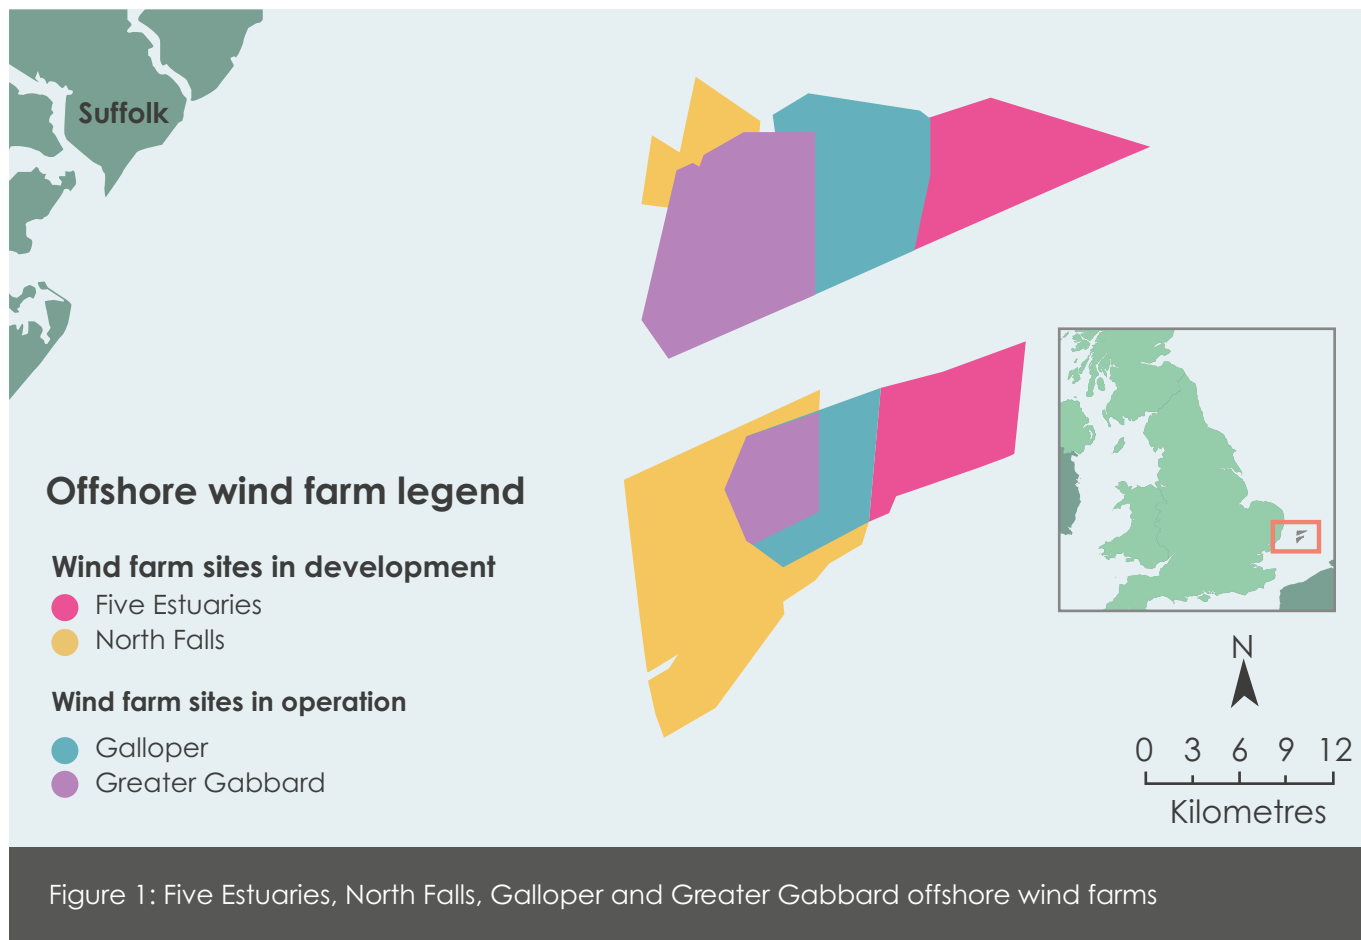 Suffolk
Offshore wind farm legend
Wind farm sites in development
Five Estuaries
North Falls
Wind farm sites in operation
Galloper
Greater Gabbard
N
0 3 6 9 12
Kilometres
Figure 1: Five Estuaries, North Falls, Galloper and Greater Gabbard offshore wind farms